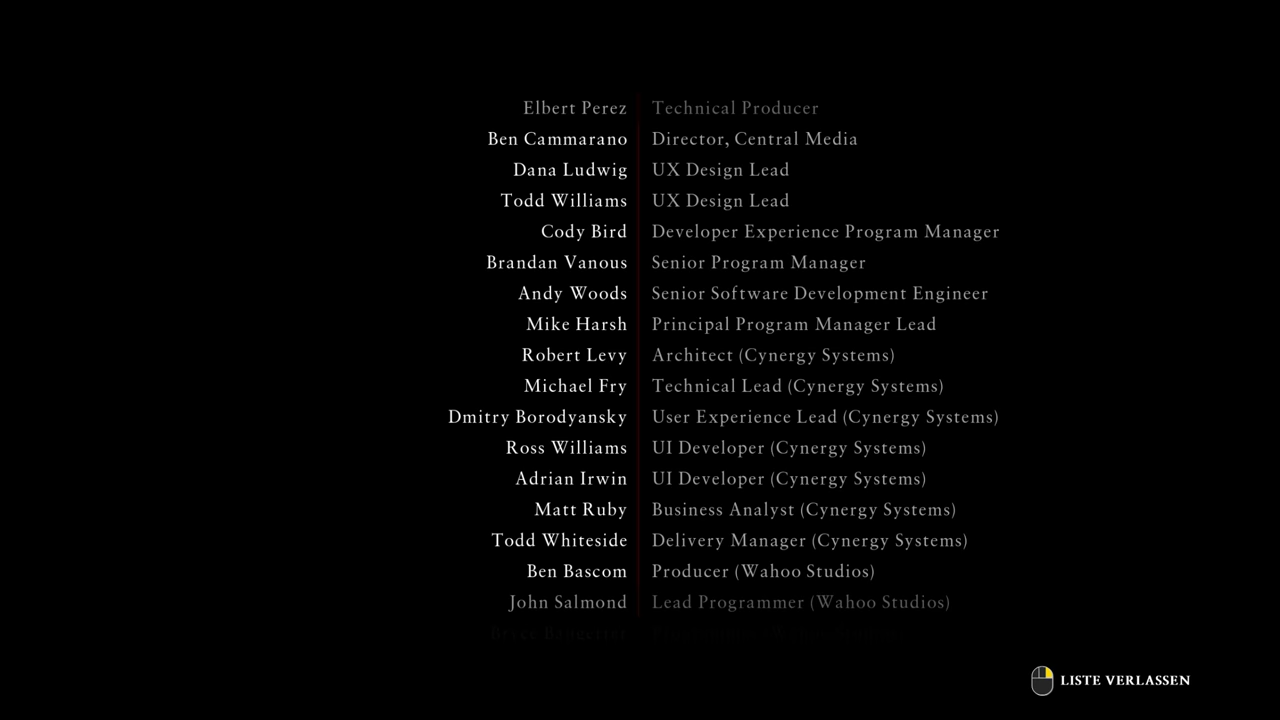 Elbert Perez Technical Producer
Ben Cammarano Director, Central Media
Dana Ludwig UX Design Lead
Todd Williams UX Design Lead
Cody Bird Developer Experience Program Manager
Brandan Vanous Senior Program Manager
Andy Woods Senior Software Development Engineer
Mike Harsh Principal Program Manager Lead
Robert Levy Architect (Cynergy Systems)
Michael Fry Technical Lead (Cynergy Systems)
Dmitry Borodyansky User Experience Lead (Cynergy Systems)
Ross Williams UI Developer (Cynergy Systems)
Adrian Irwin UI Developer (Cynergy Systems)
Matt Ruby Business Analyst (Cynergy Systems)
Todd Whiteside Delivery Manager (Cynergy Systems)
Ben Bascom Producer (Wahoo Studios)
John Salmond Lead Programmer (Wahoo Studios)
LISTE VERLASSEN